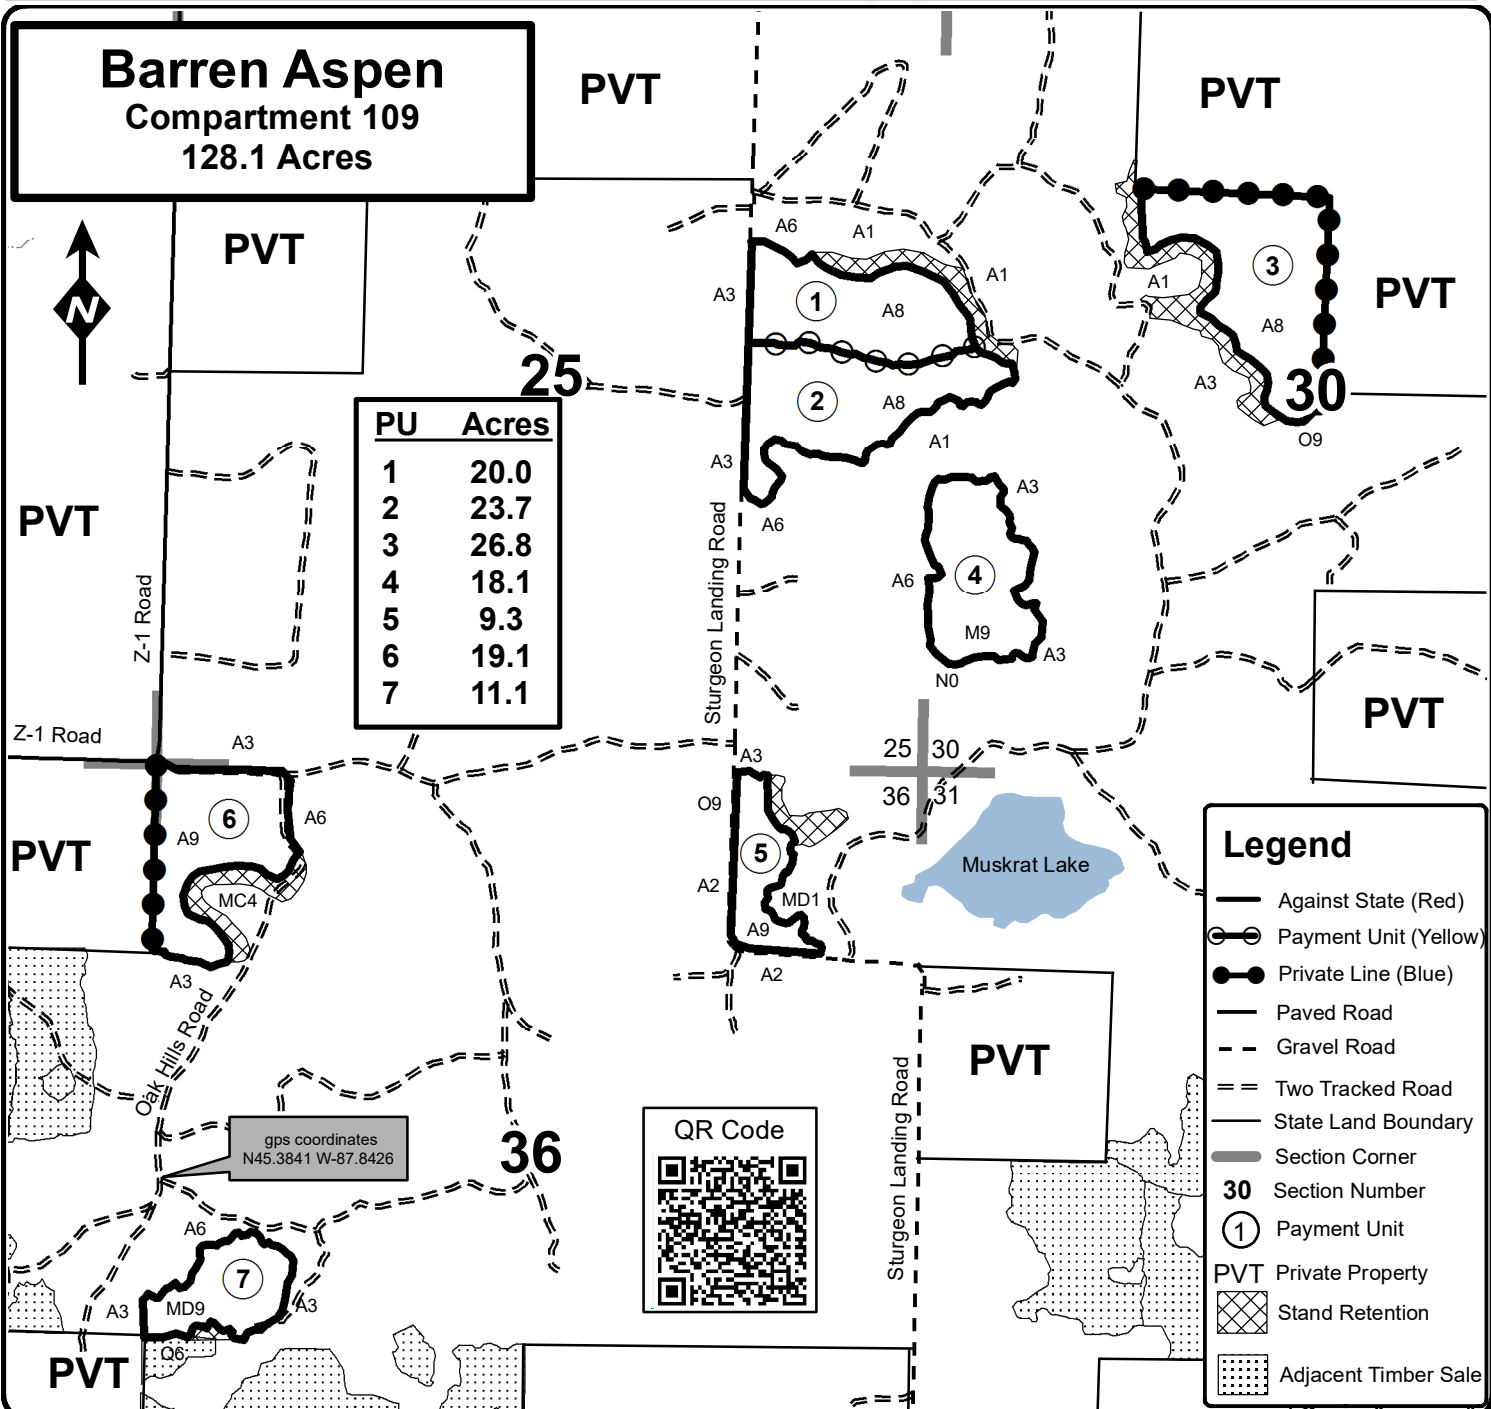 Barren Aspen
Compartment 109
128.1 Acres
PVT
PVT
PVT
PVT
N
A6
A1
A1
A3
1
A8
3
A1
A8
A3
30
O9
25
2
A8
A1
A3
A6
PU Acres
1 20.0
2 23.7
3 26.8
4 18.1
5 9.3
6 19.1
7 11.1
PVT
Z-1 Road
Sturgeon Landing Road
A3
A6
4
M9
A3
N0
PVT
Z-1 Road
A3
25 30
36 31
A3
O9
5
A2
MD1
A9
A2
Muskrat Lake
PVT
A9
6
A6
MC4
A3
Oak Hills Road
gps coordinates
N45.3841 W-87.8426
36
QR Code
Sturgeon Landing Road
PVT
A6
7
A3
MD9
A3
Q6
PVT
Legend
Against State (Red)
Payment Unit (Yellow)
Private Line (Blue)
Paved Road
Gravel Road
Two Tracked Road
State Land Boundary
Section Corner
30 Section Number
1 Payment Unit
PVT Private Property
Stand Retention
Adjacent Timber Sale